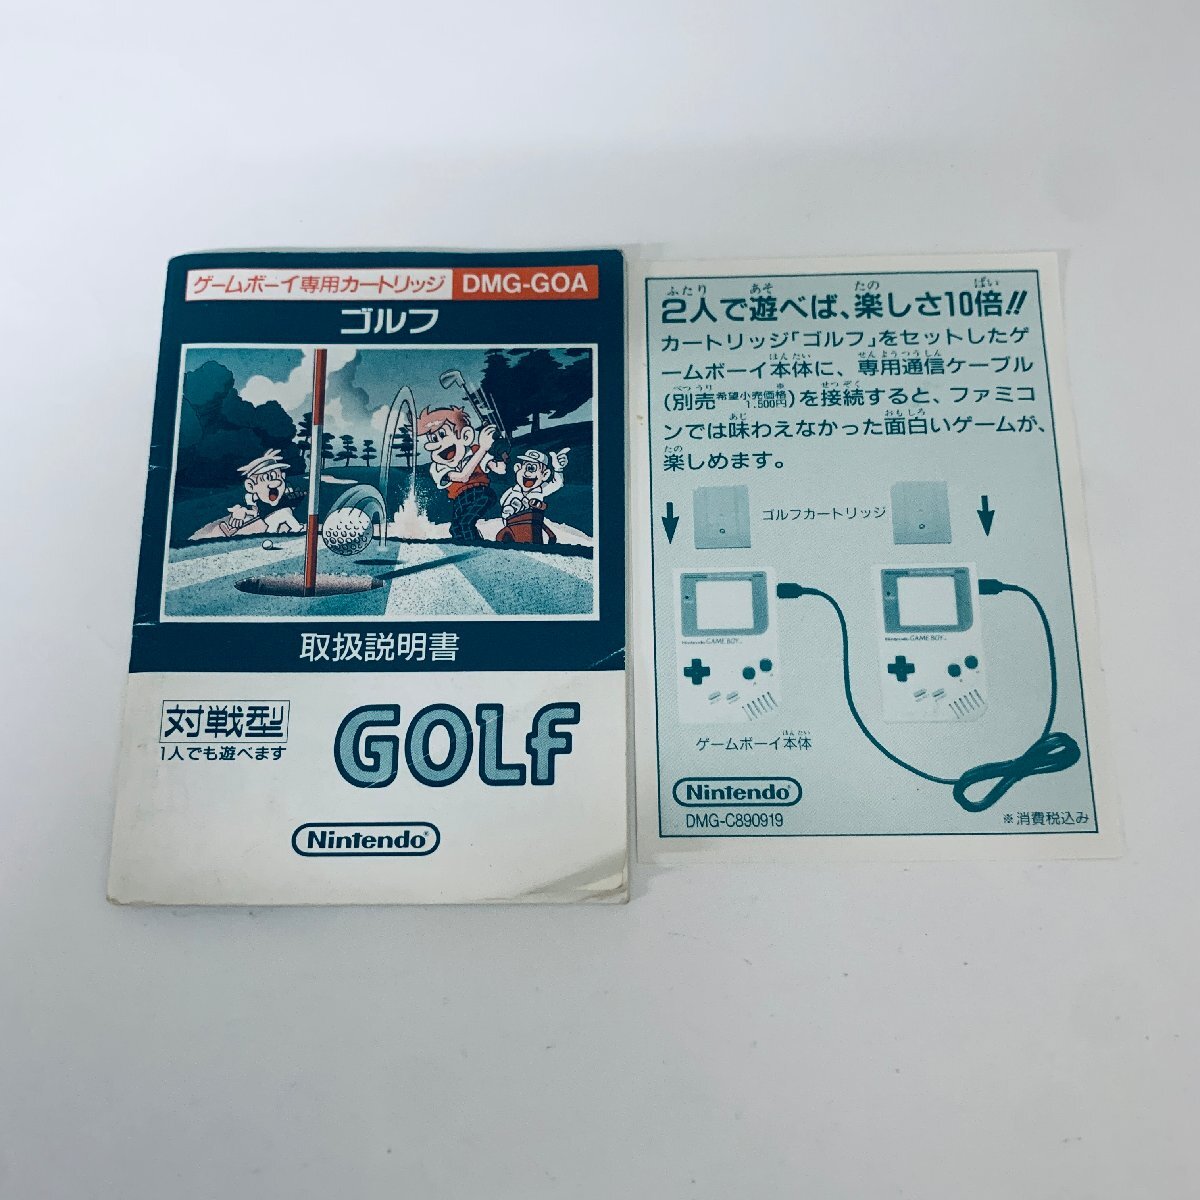 ゲームボーイ専用カートリッジ DMG-GOA
ゴルフ
取扱説明書
対戦型
1人でも遊べます
GOLF
Nintendo®
2人で遊べば、楽しさ10倍!!
カートリッジ「ゴルフ」をセットしたゲ
ームボーイ本体に、専用通信ケーブル
(別売希望小売価格1,500円)を接続すると、ファミコ
ンでは味わえなかった面白いゲームが、
楽しめます。
ゴルフカートリッジ
Nintendo GAME BOY™
Nintendo GAME BOY™
ゲームボーイ本体
Nintendo®
DMG-C890919
※消費税込み